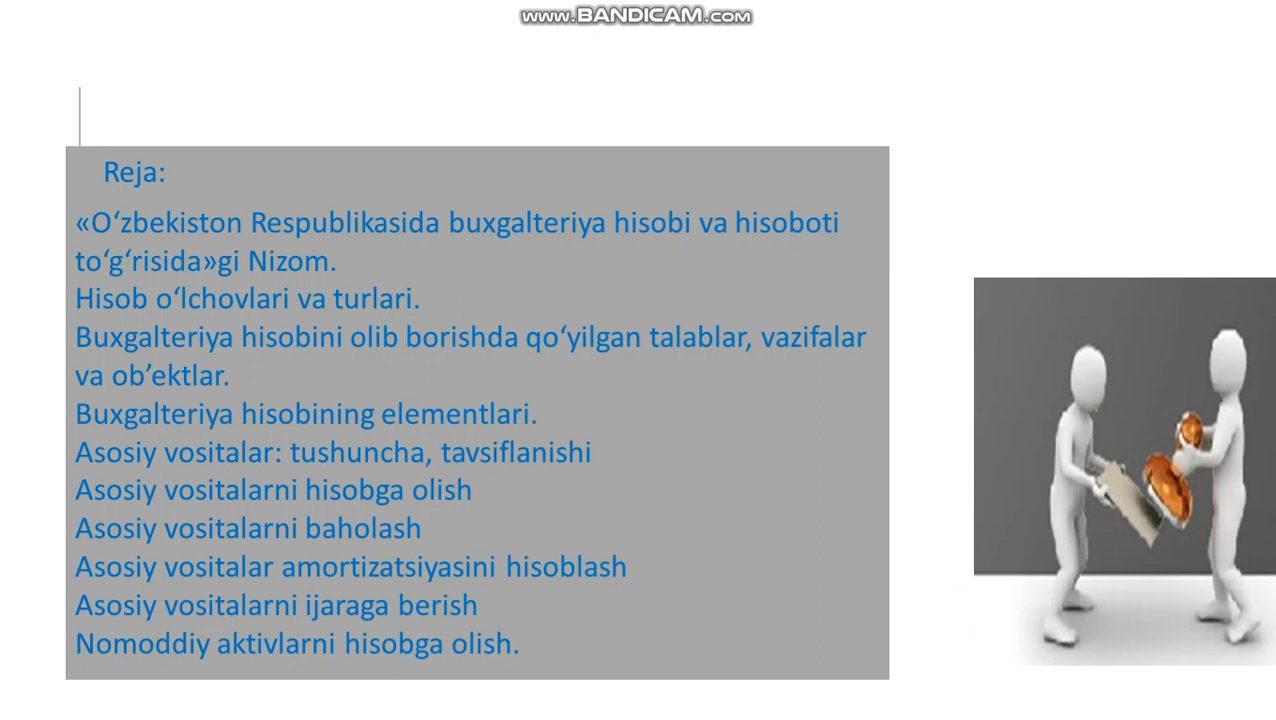 www.BANDICAM.com
Reja:
«O‘zbekiston Respublikasida buxgalteriya hisobi va hisoboti
to‘g‘risida»gi Nizom.
Hisob o‘lchovlari va turlari.
Buxgalteriya hisobini olib borishda qo‘yilgan talablar, vazifalar
va ob’ektlar.
Buxgalteriya hisobining elementlari.
Asosiy vositalar: tushuncha, tavsiflanishi
Asosiy vositalarni hisobga olish
Asosiy vositalarni baholash
Asosiy vositalar amortizatsiyasini hisoblash
Asosiy vositalarni ijaraga berish
Nomoddiy aktivlarni hisobga olish.